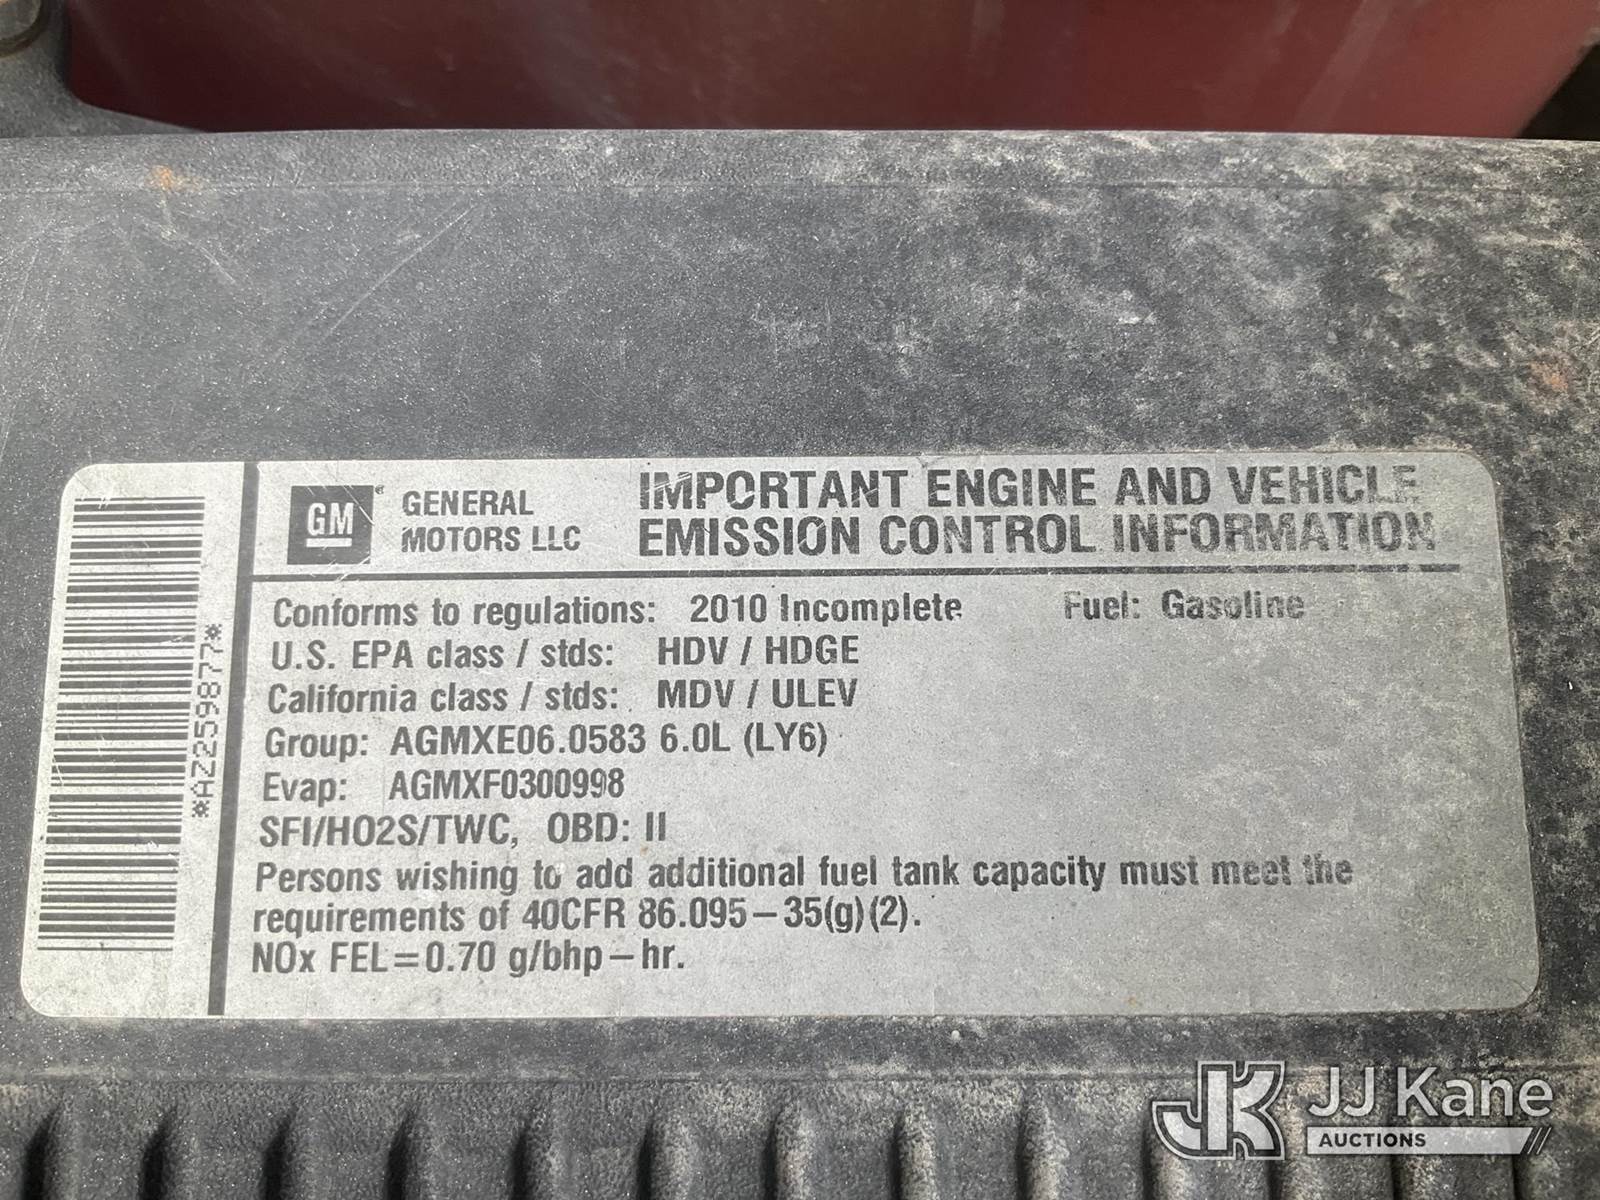 GM
GENERAL
MOTORS LLC
IMPORTANT ENGINE AND VEHICLE
EMISSION CONTROL INFORMATION
Conforms to regulations: 2010 Incomplete Fuel: Gasoline
U.S. EPA class / stds: HDV / HDGE
California class / stds: MDV / ULEV
Group: AGMXE06.0583 6.0L (LY6)
Evap: AGMXF0300998
SFI/HO2S/TWC, OBD: II
Persons wishing to add additional fuel tank capacity must meet the
requirements of 40CFR 86.095–35(g)(2).
NOx FEL=0.70 g/bhp–hr.
*AZ259877*
JK JJ Kane
AUCTIONS